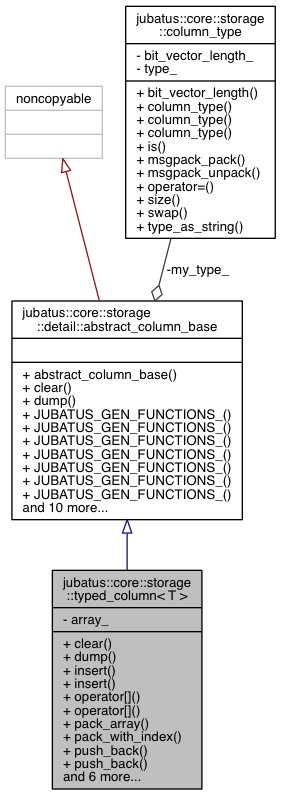 jubatus::core::storage
::column_type
- bit_vector_length_
- type_
+ bit_vector_length()
+ column_type()
+ column_type()
+ column_type()
+ is()
+ msgpack_pack()
+ msgpack_unpack()
+ operator=()
+ size()
+ swap()
+ type_as_string()
noncopyable
-my_type_
jubatus::core::storage
::detail::abstract_column_base
+ abstract_column_base()
+ clear()
+ dump()
+ JUBATUS_GEN_FUNCTIONS_()
+ JUBATUS_GEN_FUNCTIONS_()
+ JUBATUS_GEN_FUNCTIONS_()
+ JUBATUS_GEN_FUNCTIONS_()
+ JUBATUS_GEN_FUNCTIONS_()
+ JUBATUS_GEN_FUNCTIONS_()
+ JUBATUS_GEN_FUNCTIONS_()
and 10 more...
jubatus::core::storage
::typed_column< T >
- array_
+ clear()
+ dump()
+ insert()
+ insert()
+ operator[]()
+ operator[]()
+ pack_array()
+ pack_with_index()
+ push_back()
+ push_back()
and 6 more...